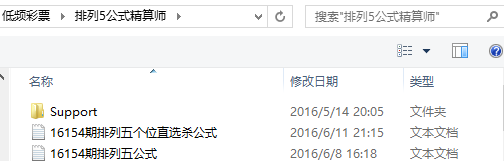 低频彩票 排列5公式精算师 搜索"排列5公式精算师"
名称 修改日期 类型
Support 2016/5/14 20:05 文件夹
16154期排列五个位直选杀公式 2016/6/11 21:15 文本文档
16154期排列五公式 2016/6/8 16:18 文本文档